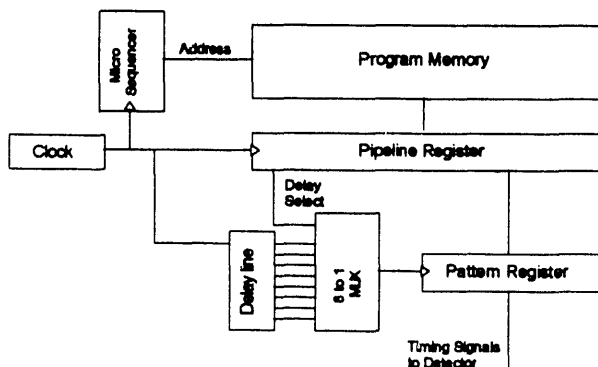 Micro
Sequencer
Address
Program Memory
Clock
Pipeline Register
Delay
Select
Delay line
8 to 1
MUX
Pattern Register
Timing Signals
to Detector